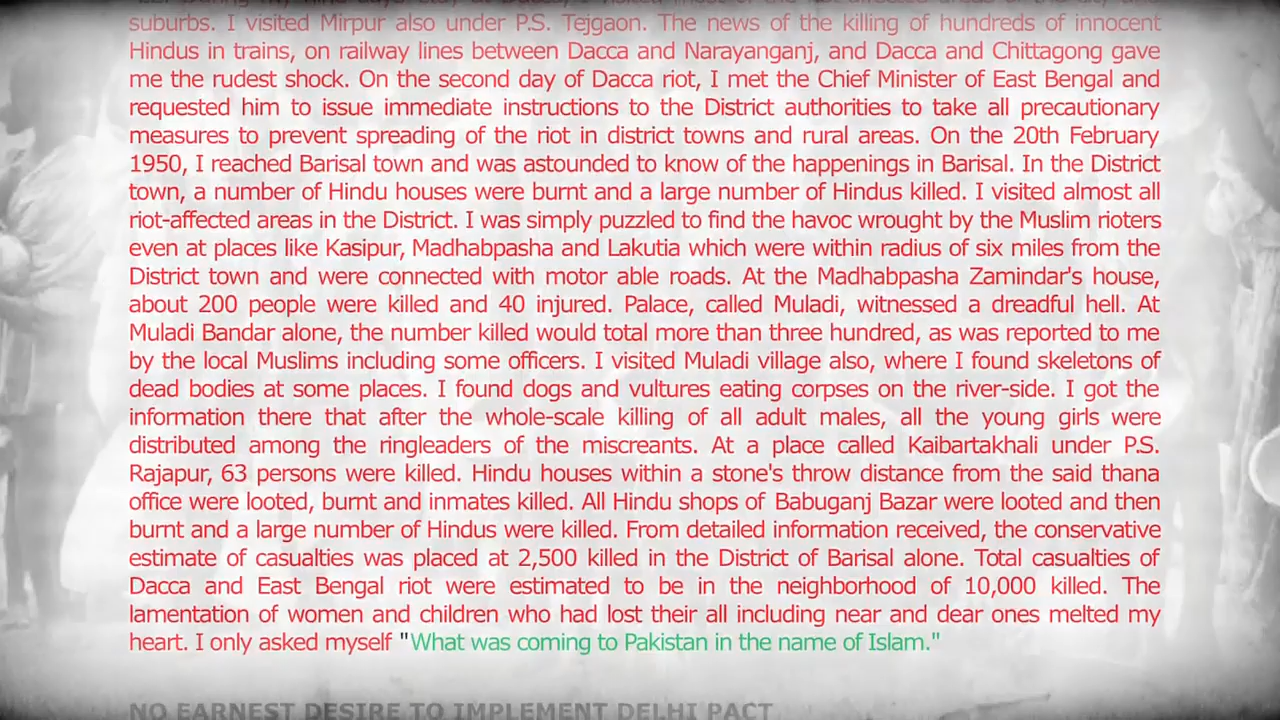 suburbs. I visited Mirpur also under P.S. Tejgaon. The news of the killing of hundreds of innocent
Hindus in trains, on railway lines between Dacca and Narayanganj, and Dacca and Chittagong gave
me the rudest shock. On the second day of Dacca riot, I met the Chief Minister of East Bengal and
requested him to issue immediate instructions to the District authorities to take all precautionary
measures to prevent spreading of the riot in district towns and rural areas. On the 20th February
1950, I reached Barisal town and was astounded to know of the happenings in Barisal. In the District
town, a number of Hindu houses were burnt and a large number of Hindus killed. I visited almost all
riot-affected areas in the District. I was simply puzzled to find the havoc wrought by the Muslim rioters
even at places like Kasipur, Madhabpasha and Lakutia which were within radius of six miles from the
District town and were connected with motor able roads. At the Madhabpasha Zamindar's house,
about 200 people were killed and 40 injured. Palace, called Muladi, witnessed a dreadful hell. At
Muladi Bandar alone, the number killed would total more than three hundred, as was reported to me
by the local Muslims including some officers. I visited Muladi village also, where I found skeletons of
dead bodies at some places. I found dogs and vultures eating corpses on the river-side. I got the
information there that after the whole-scale killing of all adult males, all the young girls were
distributed among the ringleaders of the miscreants. At a place called Kaibartakhali under P.S.
Rajapur, 63 persons were killed. Hindu houses within a stone's throw distance from the said thana
office were looted, burnt and inmates killed. All Hindu shops of Babuganj Bazar were looted and then
burnt and a large number of Hindus were killed. From detailed information received, the conservative
estimate of casualties was placed at 2,500 killed in the District of Barisal alone. Total casualties of
Dacca and East Bengal riot were estimated to be in the neighborhood of 10,000 killed. The
lamentation of women and children who had lost their all including near and dear ones melted my
heart. I only asked myself "What was coming to Pakistan in the name of Islam."
NO EARNEST DESIRE TO IMPLEMENT DELHI PACT